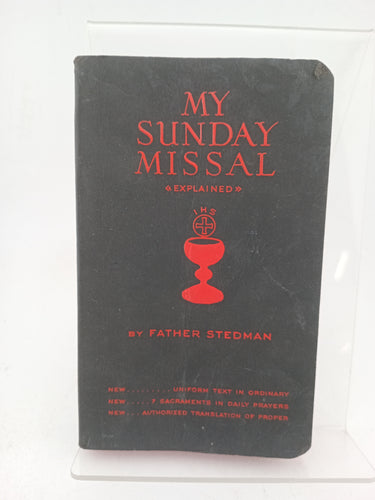 MY
SUNDAY
MISSAL
«EXPLAINED»
IHS
BY FATHER STEDMAN
NEW.........UNIFORM TEXT IN ORDINARY
NEW.....7 SACRAMENTS IN DAILY PRAYERS
NEW...AUTHORIZED TRANSLATION OF PROPER